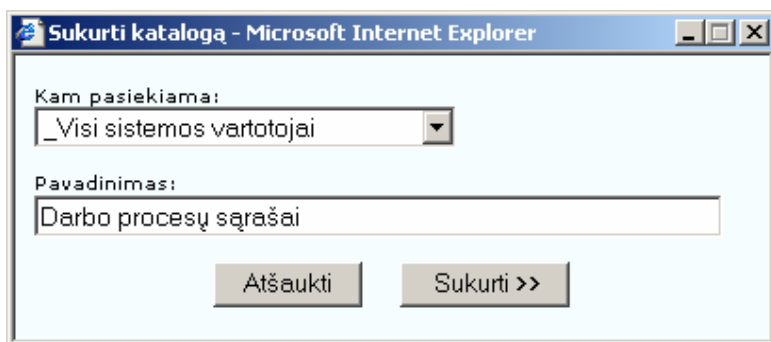 Sukurti katalogą - Microsoft Internet Explorer
Kam pasiekiama:
_Visi sistemos vartotojai
Pavadinimas:
Darbo procesų sąrašai
Atšaukti Sukurti >>